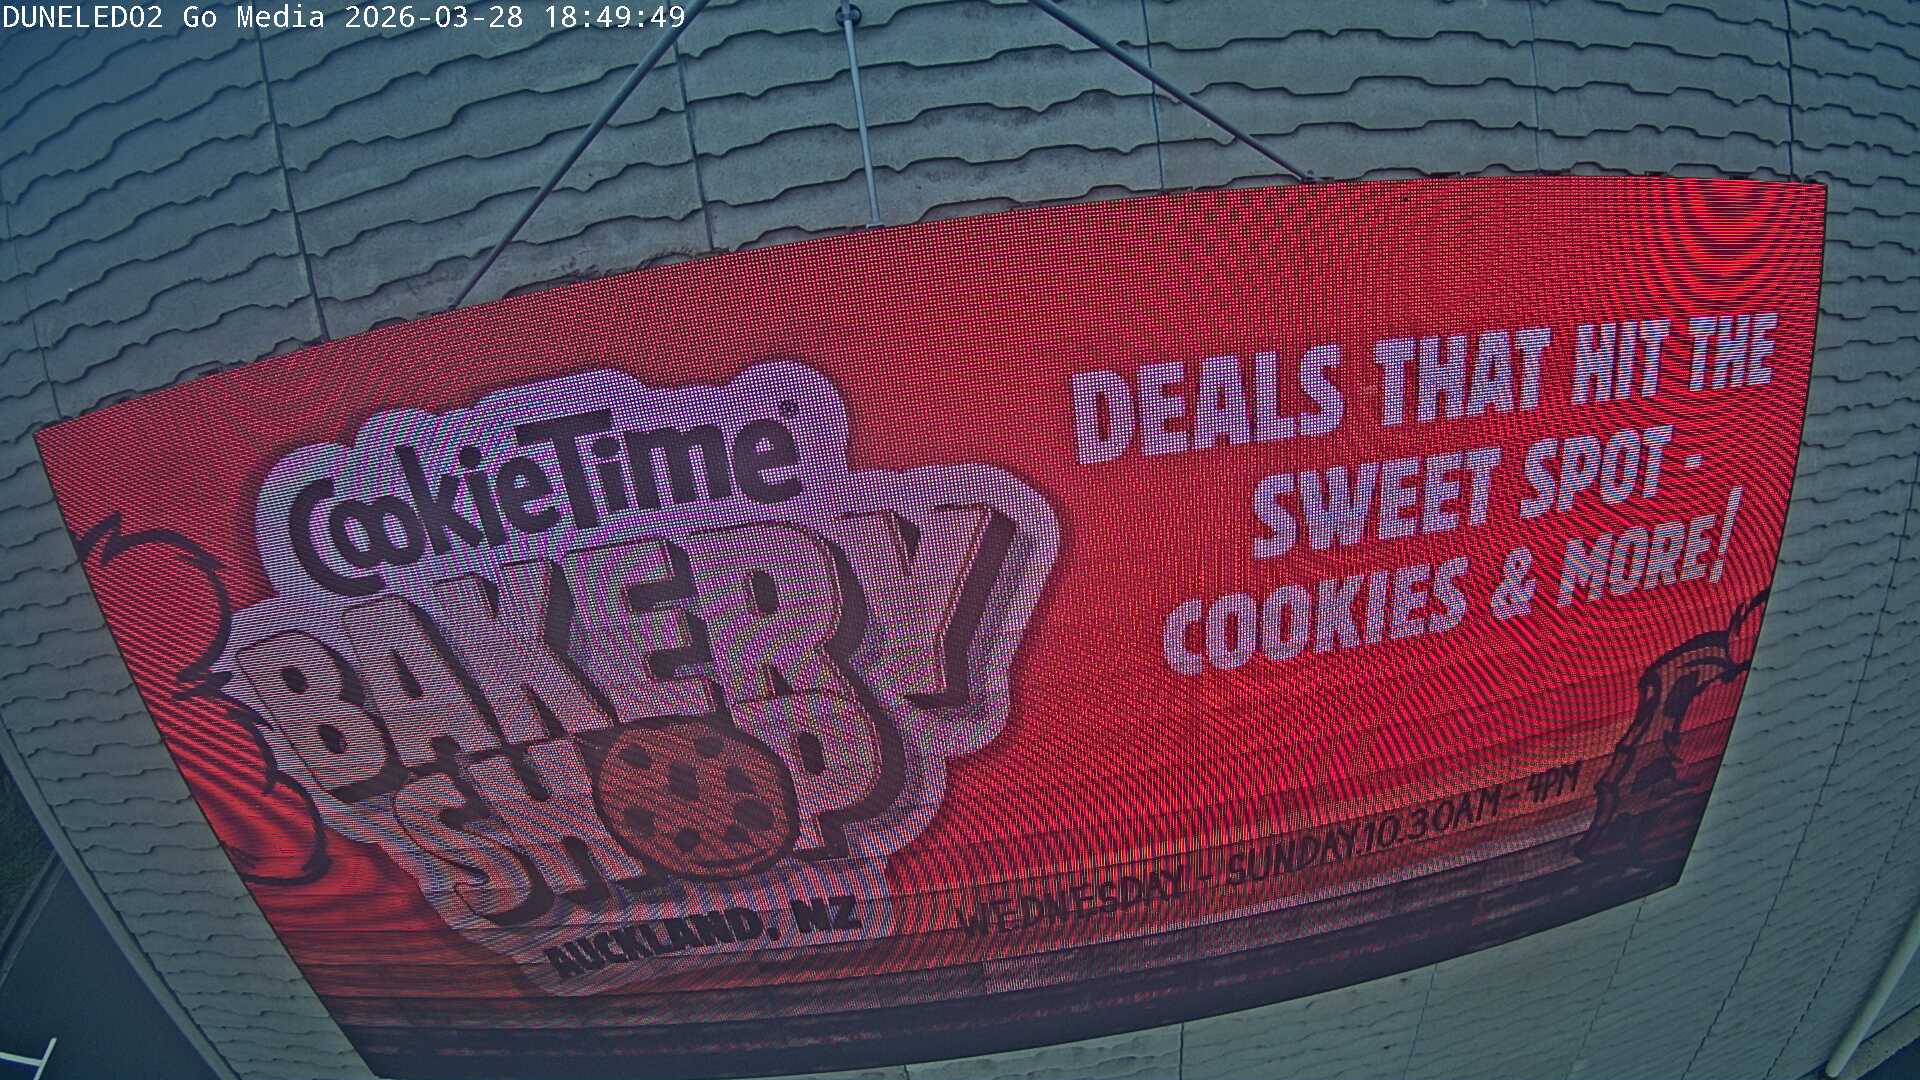 DUNELED02 Go Media 2026-03-28 18:49:49
CookieTime®
BAKERY
SHOP
AUCKLAND, NZ
DEALS THAT HIT THE
SWEET SPOT -
COOKIES & MORE!
WEDNESDAY - SUNDAY.10.30AM - 4PM